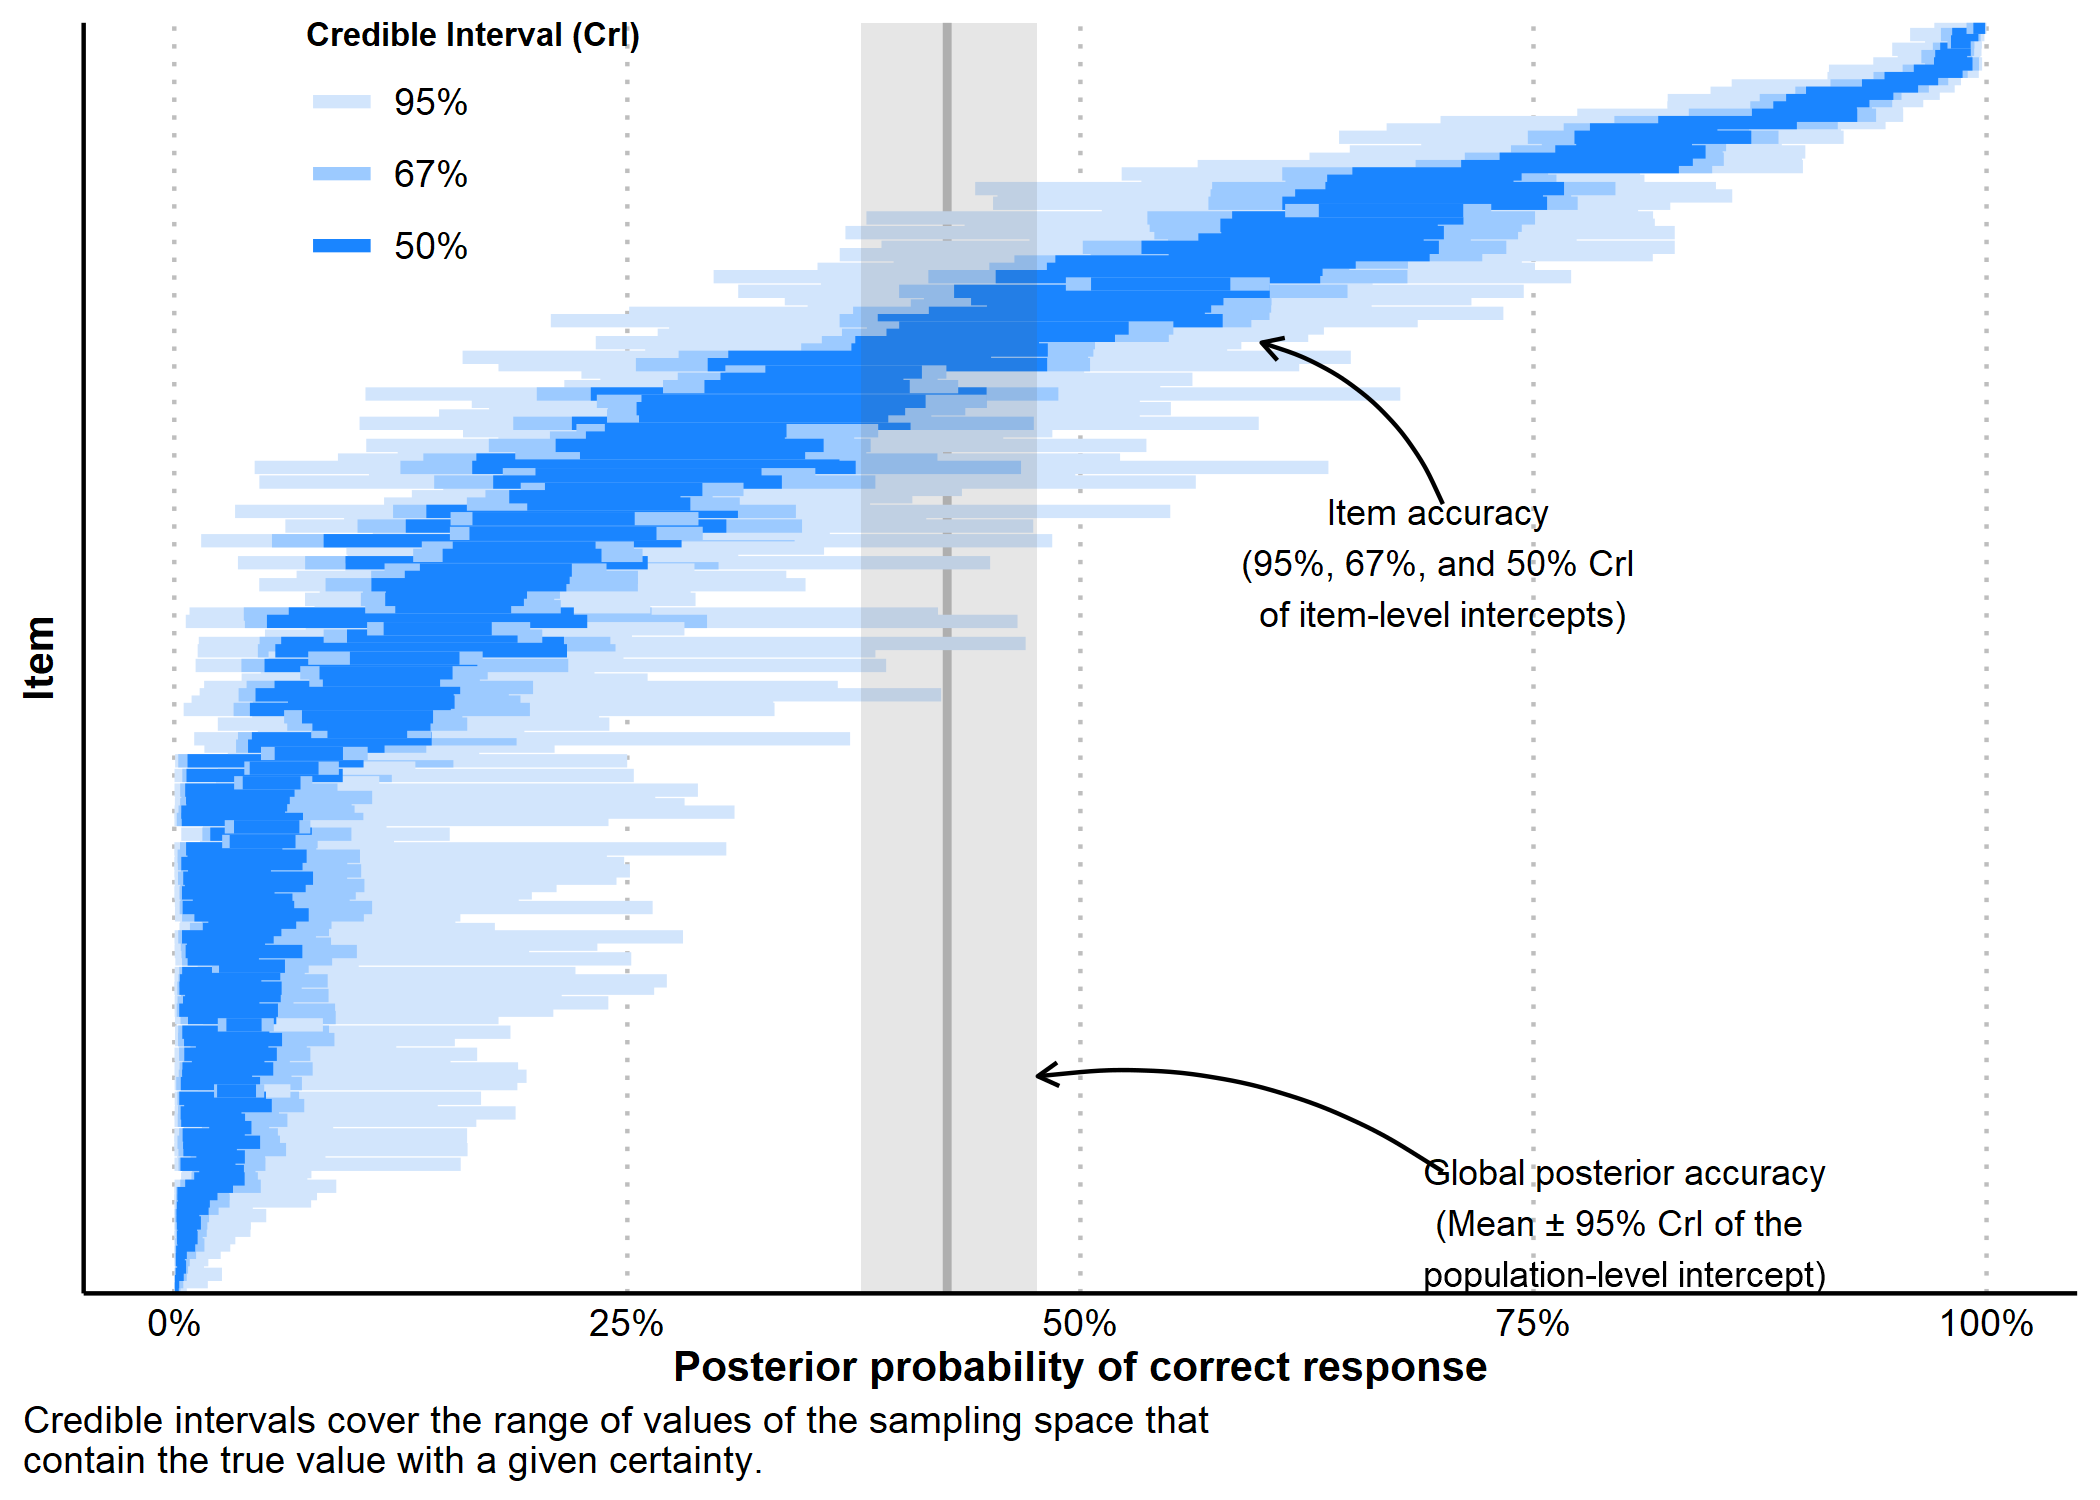 Credible Interval (CrI)
95%
67%
50%
Item accuracy
(95%, 67%, and 50% CrI
of item-level intercepts)
Item
Global posterior accuracy
(Mean ± 95% CrI of the
population-level intercept)
0%
25%
50%
75%
100%
Posterior probability of correct response
Credible intervals cover the range of values of the sampling space that
contain the true value with a given certainty.